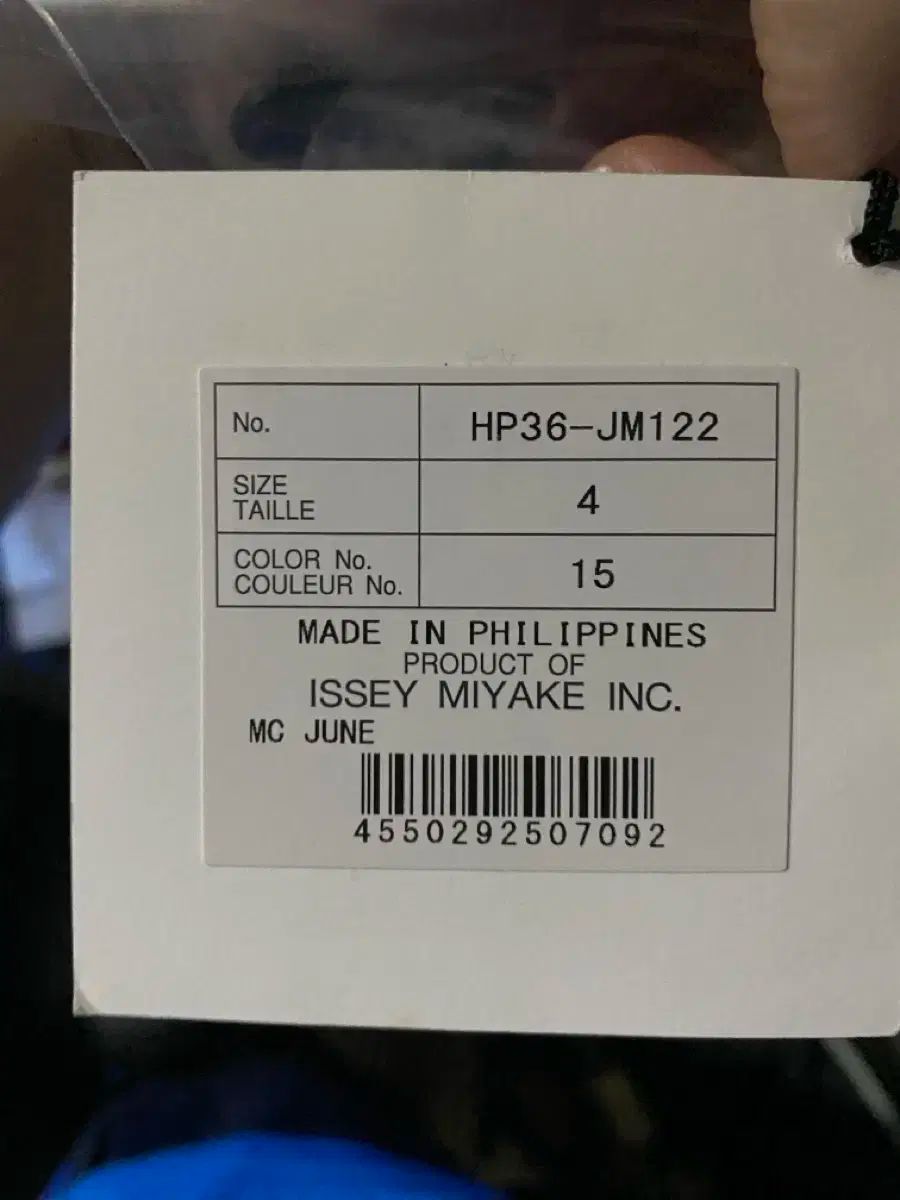 No. HP36-JM122
SIZE
TAILLE 4
COLOR No.
COULEUR No. 15
MADE IN PHILIPPINES
PRODUCT OF
ISSEY MIYAKE INC.
MC JUNE
4550292507092